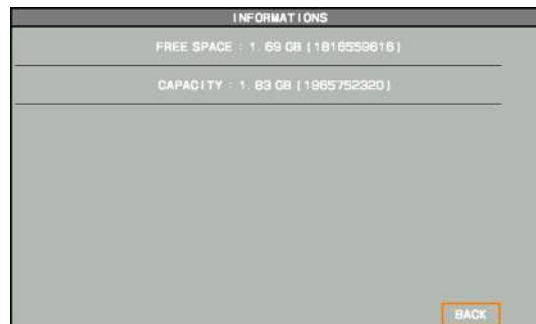 INFORMATIONS
FREE SPACE : 1.69 GB (1816559616)
CAPACITY : 1.83 GB (1965752320)
BACK